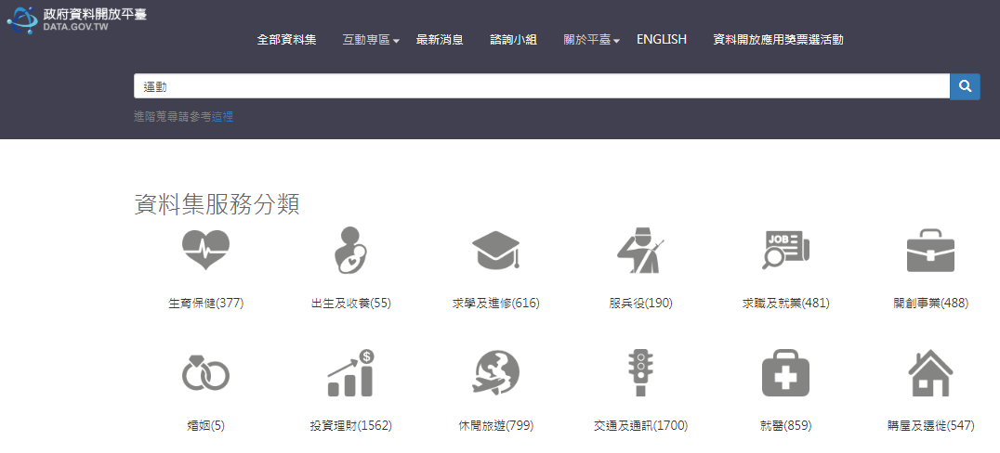 政府資料開放平臺
DATA.GOV.TW
全部資料集 互動專區 最新消息 諮詢小組 關於平臺 ENGLISH 資料開放應用獎票選活動
運動
進階蒐尋請參考這裡
資料集服務分類
JOB
生育保健(377) 出生及收養(55) 求學及進修(616) 服兵役(190) 求職及就業(481) 開創事業(488)
$
婚姻(5) 投資理財(1562) 休閒旅遊(799) 交通及通訊(1700) 就醫(859) 購屋及遷徙(547)